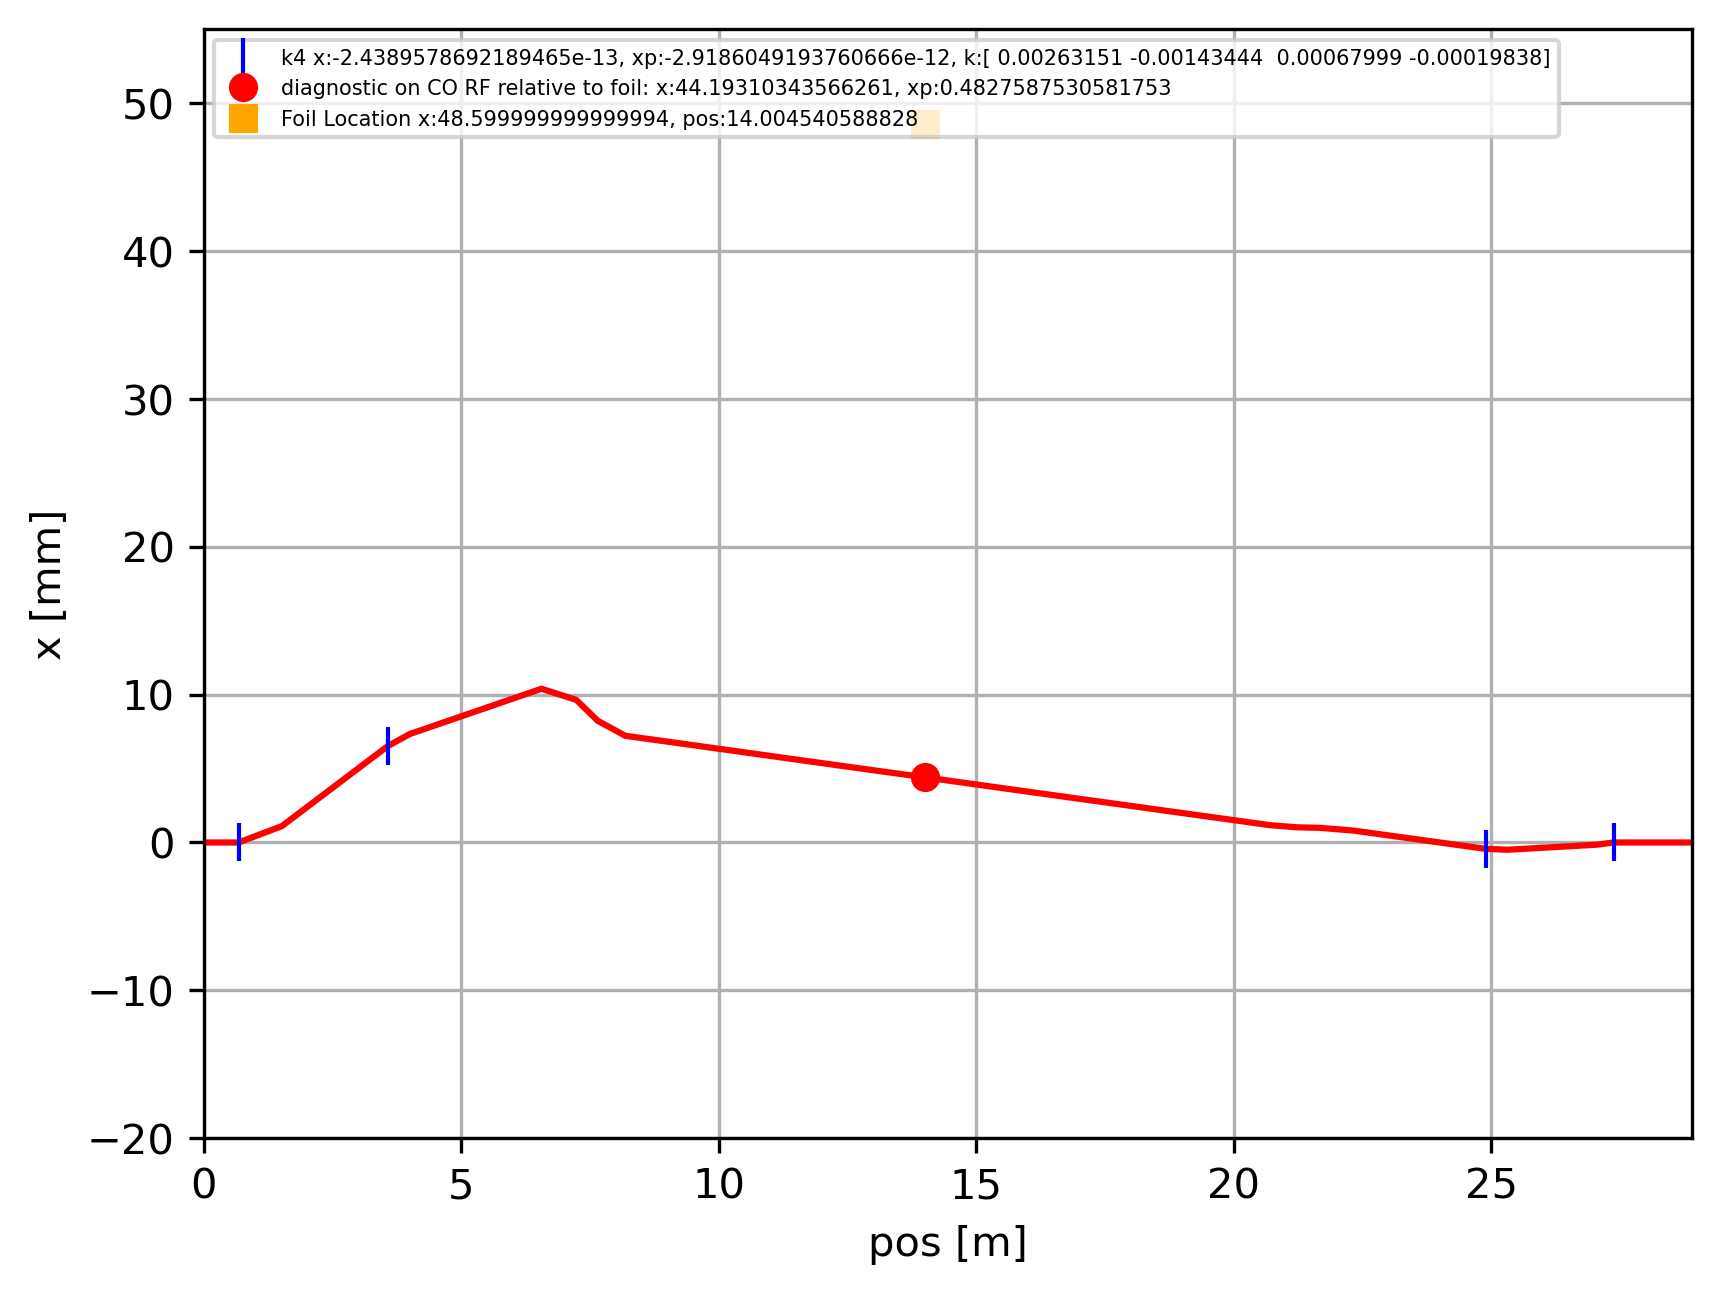 k4 x:-2.4389578692189465e-13, xp:-2.9186049193760666e-12, k:[ 0.00263151 -0.00143444  0.00067999 -0.00019838]
diagnostic on CO RF relative to foil: x:44.19310343566261, xp:0.4827587530581753
Foil Location x:48.599999999999994, pos:14.004540588828
50
40
30
20
10
0
−10
−20
x [mm]
0 5 10 15 20 25
pos [m]